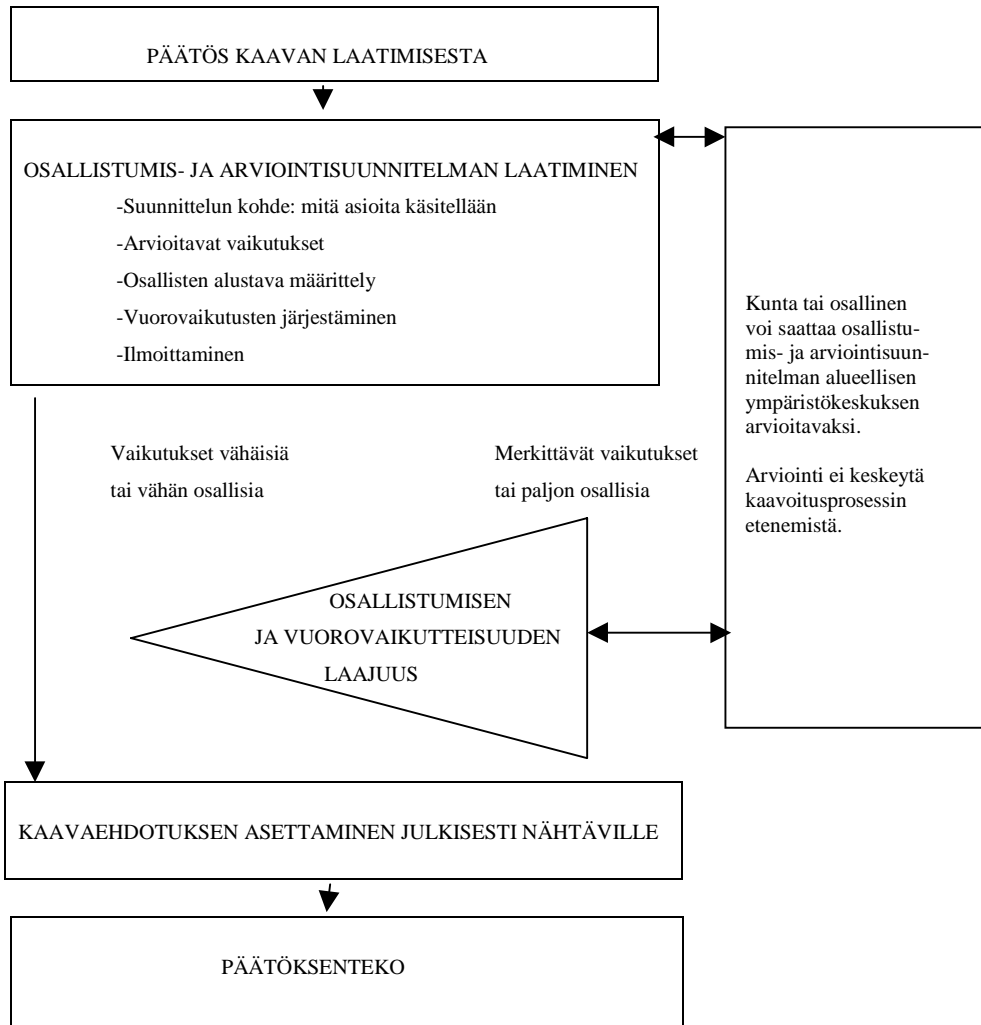 PÄÄTÖS KAAVAN LAATIMISESTA
OSALLISTUMIS- JA ARVIOINTISUUNNITELMAN LAATIMINEN
-Suunnittelun kohde: mitä asioita käsitellään
-Arvioitavat vaikutukset
-Osallisten alustava määrittely
-Vuorovaikutusten järjestäminen
-Ilmoittaminen
Kunta tai osallinen
voi saattaa osallistu-
mis- ja arviointisuun-
nitelman alueellisen
ympäristökeskuksen
arvioitavaksi.
Arviointi ei keskeytä
kaavoitusprosessin
etenemistä.
Vaikutukset vähäisiä
tai vähän osallisia
Merkittävät vaikutukset
tai paljon osallisia
OSALLISTUMISEN
JA VUOROVAIKUTTEISUUDEN
LAAJUUS
KAAVAEHDOTUKSEN ASETTAMINEN JULKISESTI NÄHTÄVILLE
PÄÄTÖKSENTEKO